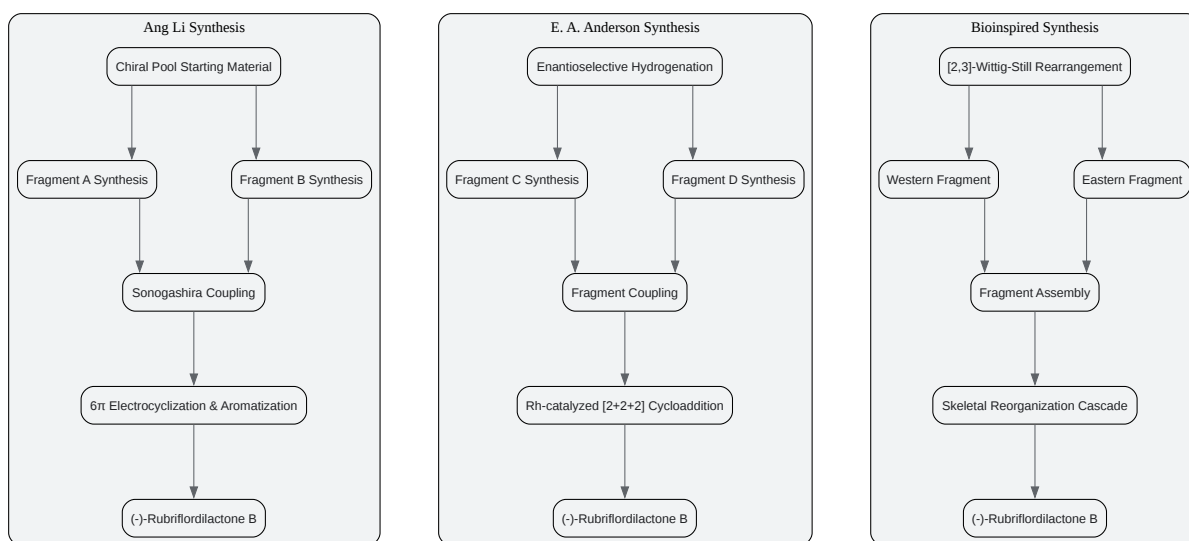 Ang Li Synthesis
Chiral Pool Starting Material
Fragment A Synthesis
Fragment B Synthesis
Sonogashira Coupling
6π Electrocyclization & Aromatization
(-)-Rubriflordilactone B
E. A. Anderson Synthesis
Enantioselective Hydrogenation
Fragment C Synthesis
Fragment D Synthesis
Fragment Coupling
Rh-catalyzed [2+2+2] Cycloaddition
(-)-Rubriflordilactone B
Bioinspired Synthesis
[2,3]-Wittig-Still Rearrangement
Western Fragment
Eastern Fragment
Fragment Assembly
Skeletal Reorganization Cascade
(-)-Rubriflordilactone B